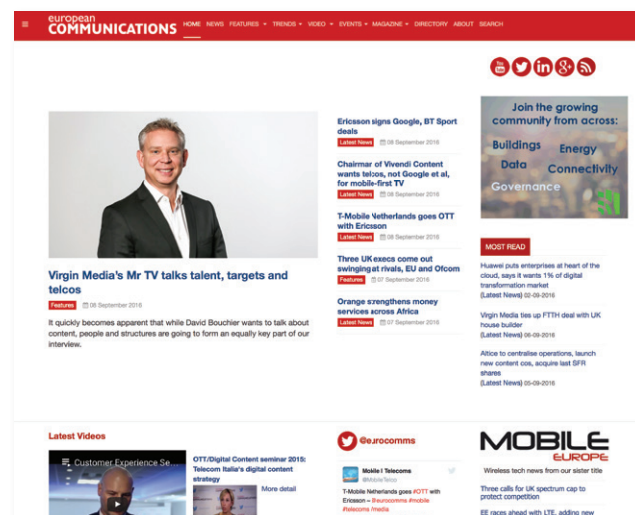 european
COMMUNICATIONS
HOME NEWS FEATURES TRENDS VIDEO EVENTS MAGAZINE DIRECTORY ABOUT SEARCH
You
Tube
in
g+
Virgin Media's Mr TV talks talent, targets and
telcos
Features 08 September 2016
It quickly becomes apparent that while David Bouchier wants to talk about
content, people and structures are going to form an equally key part of our
interview.
Ericsson signs Google, BT Sport
deals
Latest News 08 September 2016
Chairmar of Vivendi Content
wants telcos, not Google et al,
for mobile-first TV
Latest News 08 September 2016
T-Mobile Netherlands goes OTT
with Ericsson
Latest News 08 September 2016
Three UK execs come out
swinging at rivals, EU and Ofcom
Features 07 September 2016
Orange strengthens money
services across Africa
Latest News 07 September 2016
Join the growing
community from across:
Buildings Energy
Data Connectivity
Governance
MOST READ
Huawei puts enterprises at heart of the
cloud, says it wants 1% of digital
transformation market
(Latest News) 02-09-2016
Virgin Media ties up FTTH deal with UK
house builder
(Latest News) 06-09-2016
Altice to centralise operations, launch
new content cos, acquire last SFR
shares
(Latest News) 05-09-2016
Latest Videos
Customer Experience Se...
OTT/Digital Content seminar 2015:
Telecom Italia's digital content
strategy
More detail
@eurocomms
Mobile Telecoms
@MobileTelco
T-Mobile Netherlands goes #OTT with
Ericsson – @eurocomms #mobile
#telecoms /media
MOBILE
EUROPE
Wireless tech news from our sister title
Three calls for UK spectrum cap to
protect competition
EE races ahead with LTE, adding new